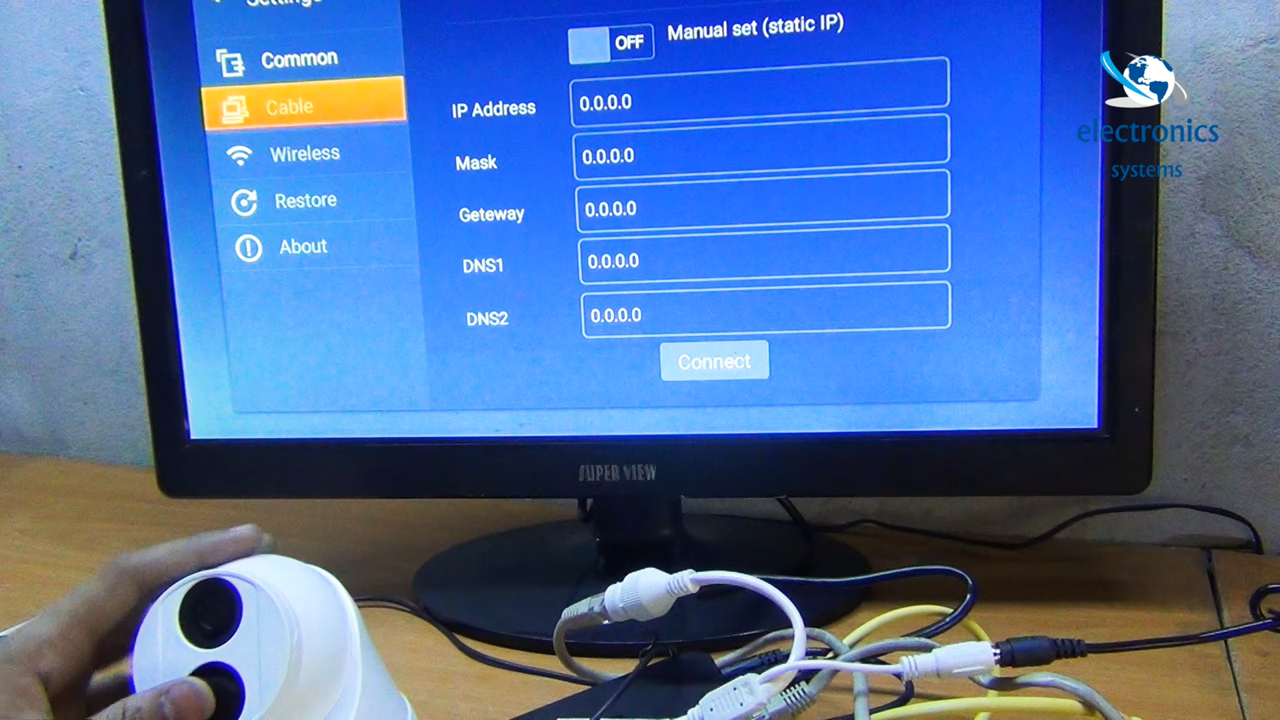 Settings
Common
Cable
Wireless
Restore
About
OFF
Manual set (static IP)
IP Address
0.0.0.0
Mask
0.0.0.0
Geteway
0.0.0.0
DNS1
0.0.0.0
DNS2
0.0.0.0
Connect
SUPER VIEW
electronics
systems